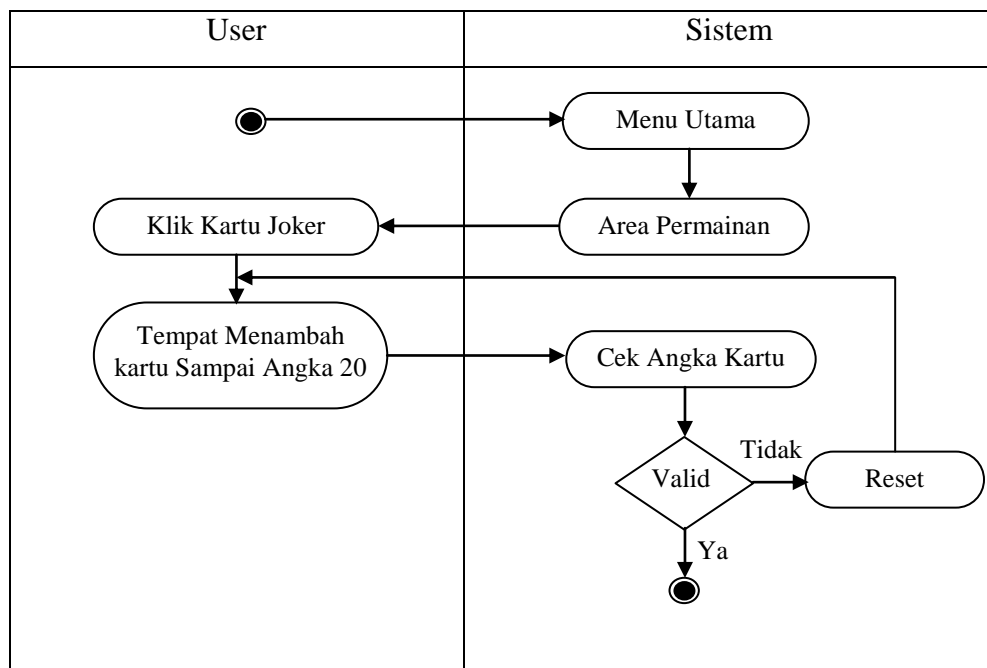 User
Sistem
Menu Utama
Klik Kartu Joker
Area Permainan
Tempat Menambah
kartu Sampai Angka 20
Cek Angka Kartu
Valid
Tidak
Reset
Ya